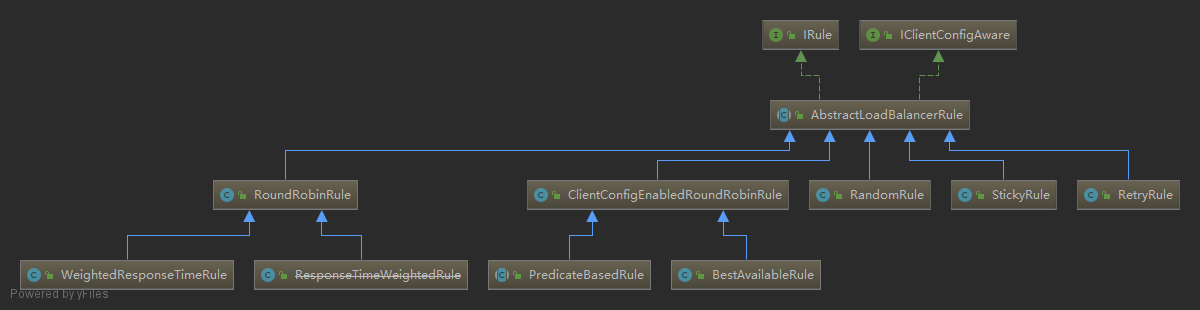 IRule
IClientConfigAware
AbstractLoadBalancerRule
RoundRobinRule
ClientConfigEnabledRoundRobinRule
RandomRule
StickyRule
RetryRule
WeightedResponseTimeRule
ResponseTimeWeightedRule
PredicateBasedRule
BestAvailableRule
Powered by yFiles